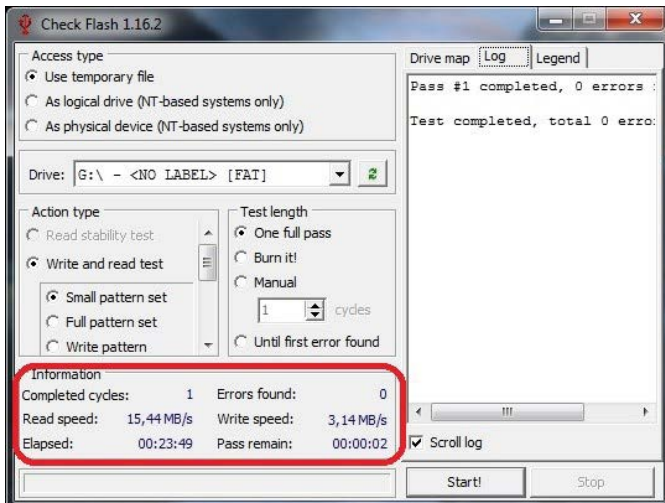 Check Flash 1.16.2
Access type
Use temporary file
As logical drive (NT-based systems only)
As physical device (NT-based systems only)
Drive: G:\ - <NO LABEL> [FAT]
Action type
Read stability test
Write and read test
Small pattern set
Full pattern set
Write pattern
Test length
One full pass
Burn it!
Manual
1 cycles
Until first error found
Information
Completed cycles: 1 Errors found: 0
Read speed: 15,44 MB/s Write speed: 3,14 MB/s
Elapsed: 00:23:49 Pass remain: 00:00:02
Drive map Log Legend
Pass #1 completed, 0 errors
Test completed, total 0 erro
Scroll log
Start! Stop